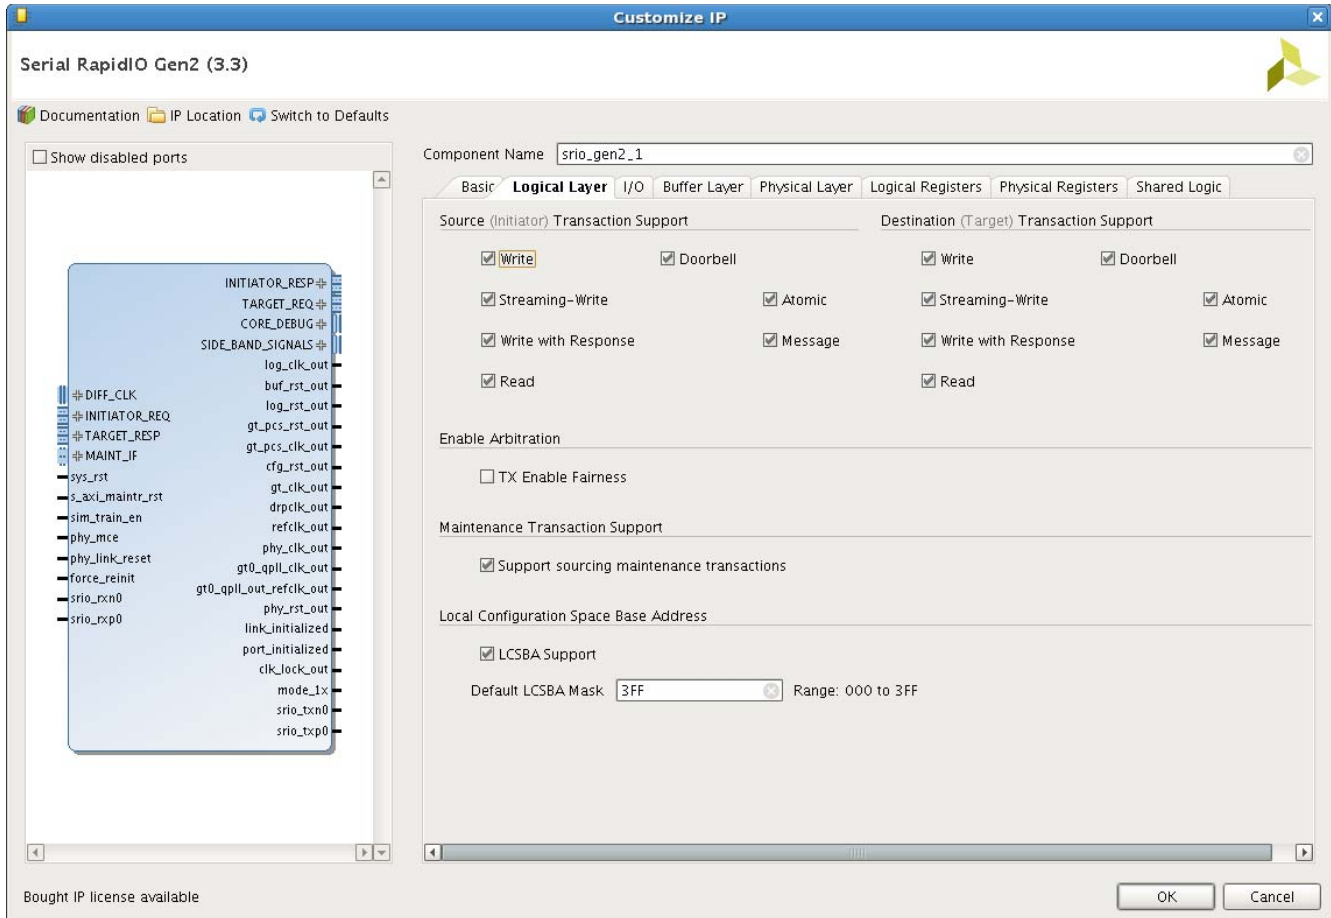 Customize IP
Serial RapidIO Gen2 (3.3)
Documentation IP Location Switch to Defaults
Show disabled ports
INITIATOR_RESP
TARGET_REQ
CORE_DEBUG
SIDE_BAND_SIGNALS
log_clk_out
buf_rst_out
log_rst_out
gt_pcs_rst_out
gt_pcs_clk_out
cfg_rst_out
gt_clk_out
drpclk_out
refclk_out
phy_clk_out
gt0_qpll_clk_out
gt0_qpll_out_refclk_out
phy_rst_out
link_initialized
port_initialized
clk_lock_out
mode_1x
srio_txn0
srio_txp0
DIFF_CLK
INITIATOR_REQ
TARGET_RESP
MAINT_IF
sys_rst
s_axi_maintr_rst
sim_train_en
phy_mce
phy_link_reset
force_reinit
srio_rxn0
srio_rxp0
Component Name srio_gen2_1
Basic Logical Layer I/O Buffer Layer Physical Layer Logical Registers Physical Registers Shared Logic
Source (Initiator) Transaction Support
Write Doorbell
Streaming-Write Atomic
Write with Response Message
Read
Destination (Target) Transaction Support
Write Doorbell
Streaming-Write Atomic
Write with Response Message
Read
Enable Arbitration
TX Enable Fairness
Maintenance Transaction Support
Support sourcing maintenance transactions
Local Configuration Space Base Address
LCSBA Support
Default LCSBA Mask 3FF Range: 000 to 3FF
Bought IP license available
OK Cancel